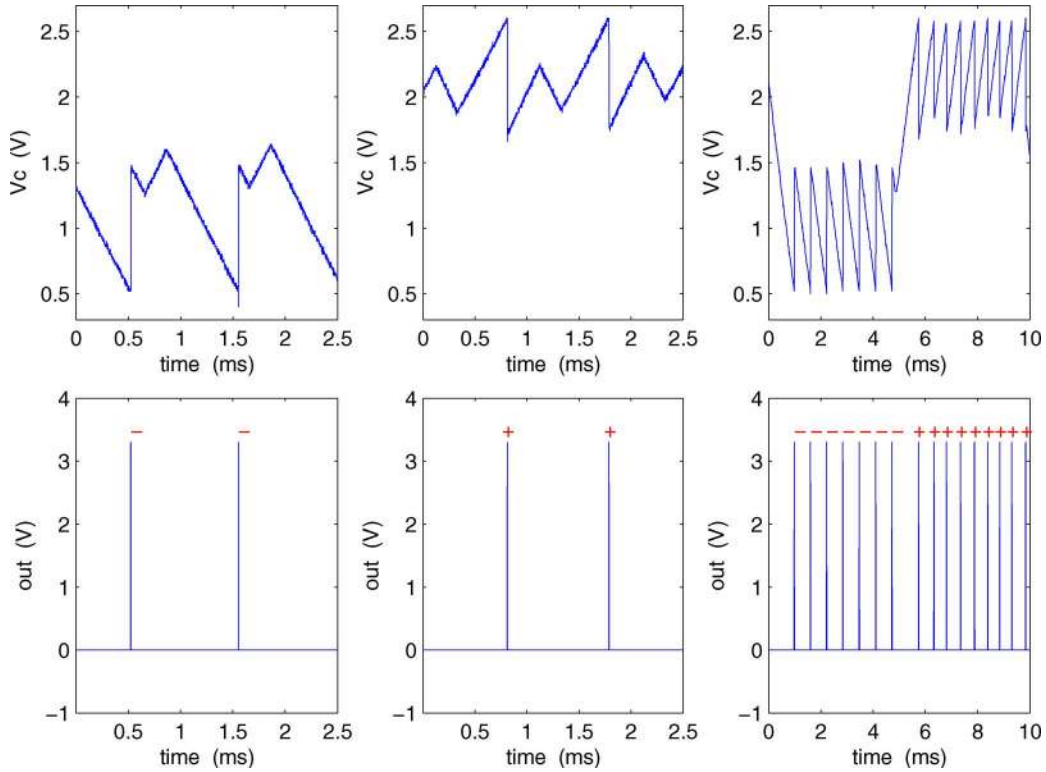 2.5
2
1.5
1
0.5
Vc (V)
0 0.5 1 1.5 2 2.5
time (ms)
2.5
2
1.5
1
0.5
Vc (V)
0 0.5 1 1.5 2 2.5
time (ms)
2.5
2
1.5
1
0.5
Vc (V)
0 2 4 6 8 10
time (ms)
4
3
2
1
0
−1
out (V)
− −
0.5 1 1.5 2 2.5
time (ms)
4
3
2
1
0
−1
out (V)
+ +
0 0.5 1 1.5 2 2.5
time (ms)
4
3
2
1
0
−1
out (V)
− − − − − − − + + + + + + + + +
0 2 4 6 8 10
time (ms)